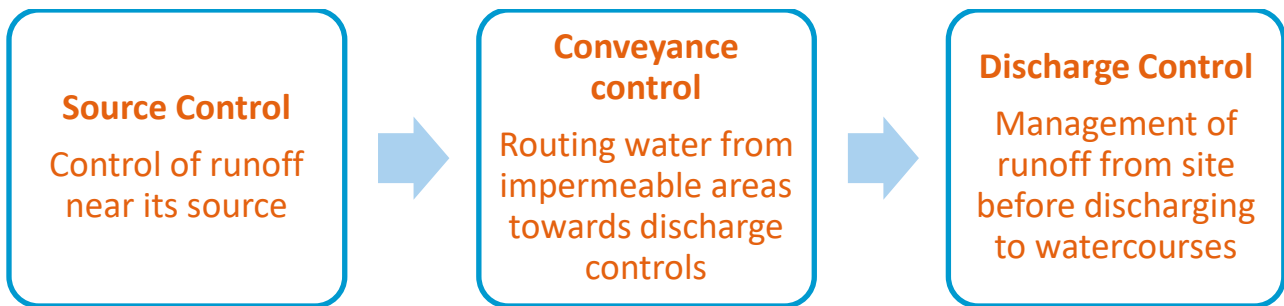 Source Control
Control of runoff
near its source
Conveyance
control
Routing water from
impermeable areas
towards discharge
controls
Discharge Control
Management of
runoff from site
before discharging
to watercourses